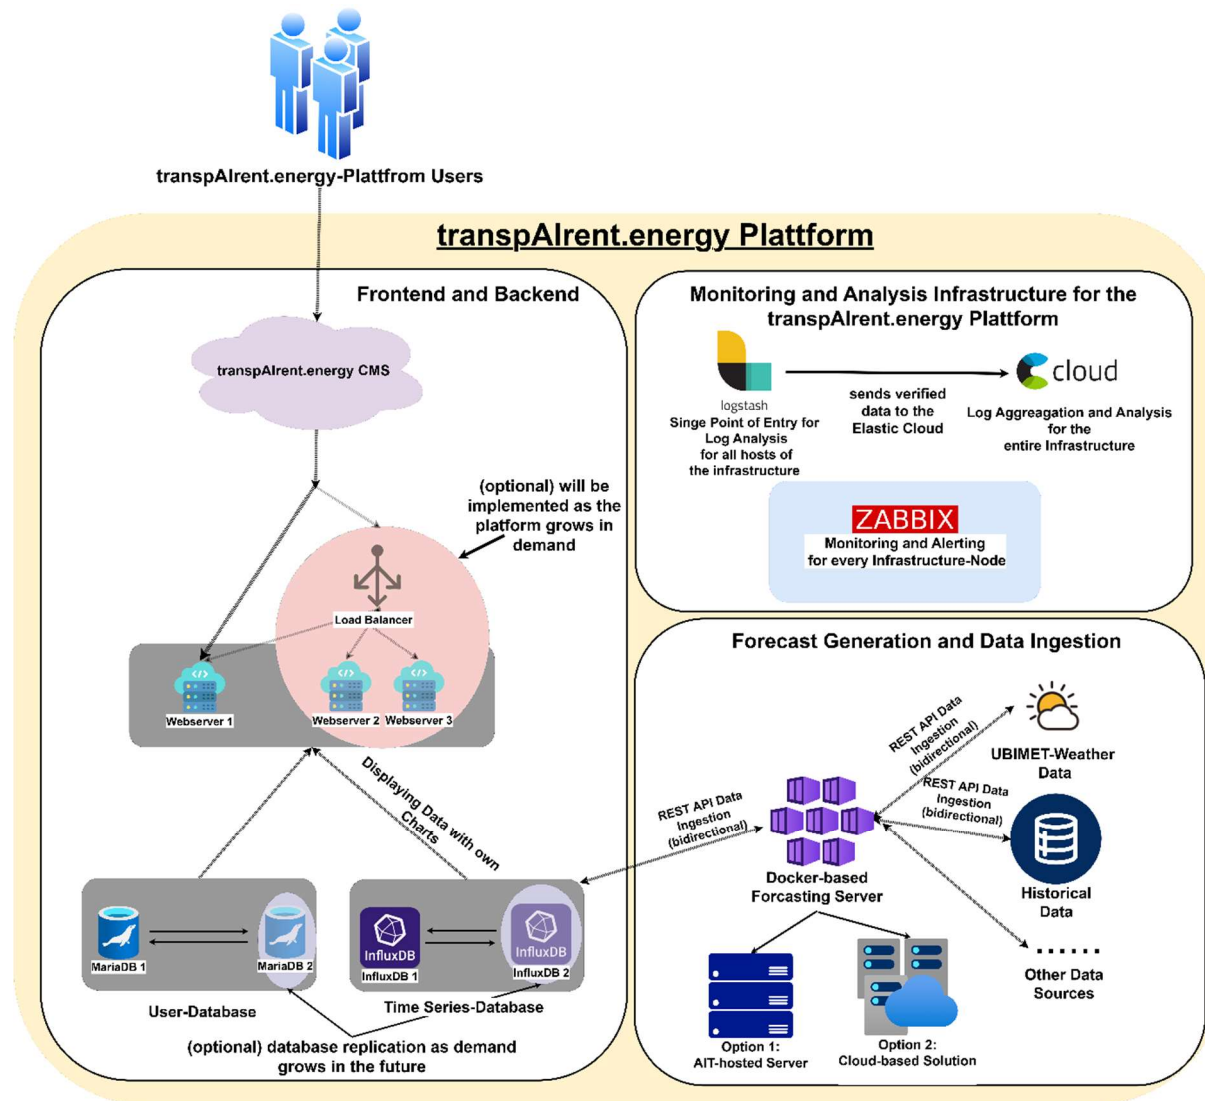 transpAIrent.energy-Plattfrom Users
transpAIrent.energy Plattform
Frontend and Backend
transpAIrent.energy CMS
(optional) will be
implemented as the
platform grows in
demand
Load Balancer
Webserver 1
Webserver 2
Webserver 3
Displaying Data with own
Charts
MariaDB 1
MariaDB 2
User-Database
InfluxDB
InfluxDB 1
InfluxDB
InfluxDB 2
Time Series-Database
(optional) database replication as demand
grows in the future
Monitoring and Analysis Infrastructure for the
transpAIrent.energy Plattform
logstash
Singe Point of Entry for
Log Analysis
for all hosts of
the infrastructure
sends verified
data to the
Elastic Cloud
cloud
Log Aggreagation and Analysis
for the
entire Infrastructure
ZABBIX
Monitoring and Alerting
for every Infrastructure-Node
Forecast Generation and Data Ingestion
REST API Data
Ingestion
(bidirectional)
REST API Data
Ingestion
(bidirectional)
UBIMET-Weather
Data
REST API Data
Ingestion
(bidirectional)
Historical
Data
Docker-based
Forcasting Server
......
Other Data
Sources
Option 1:
AIT-hosted Server
Option 2:
Cloud-based Solution